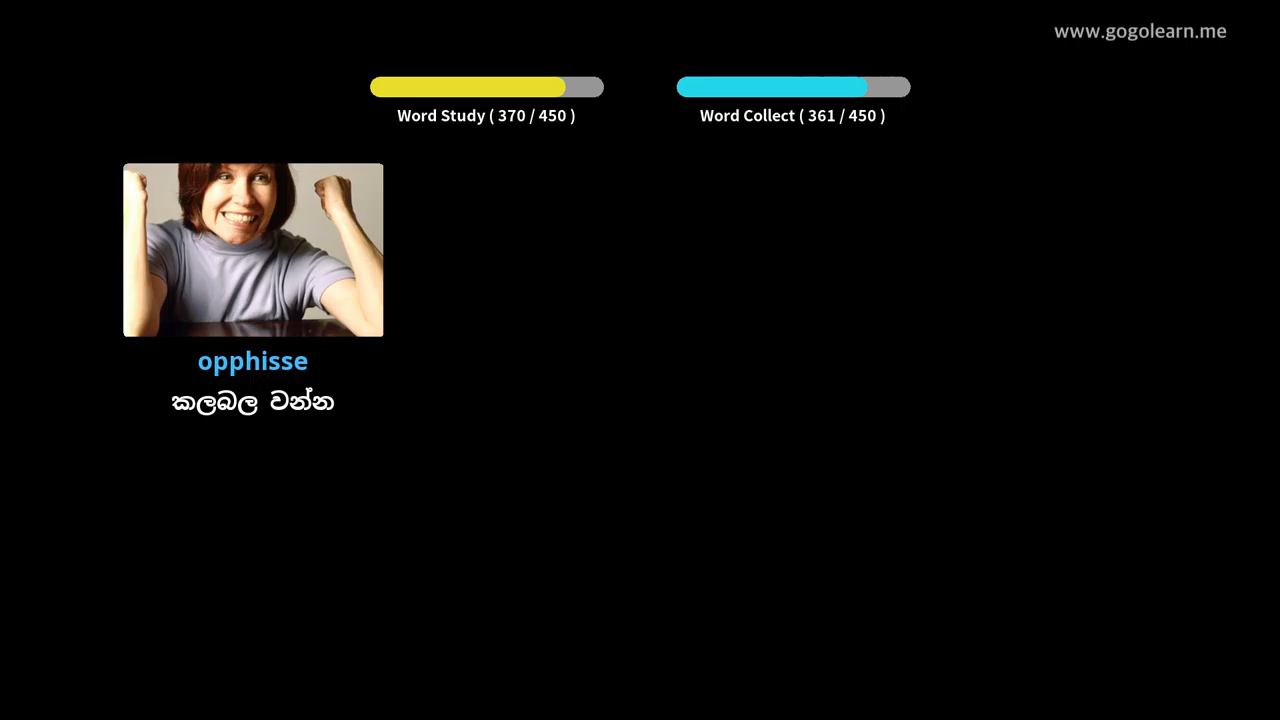 www.gogolearn.me
Word Study ( 370 / 450 )
Word Collect ( 361 / 450 )
opphisse
කලබල වන්න